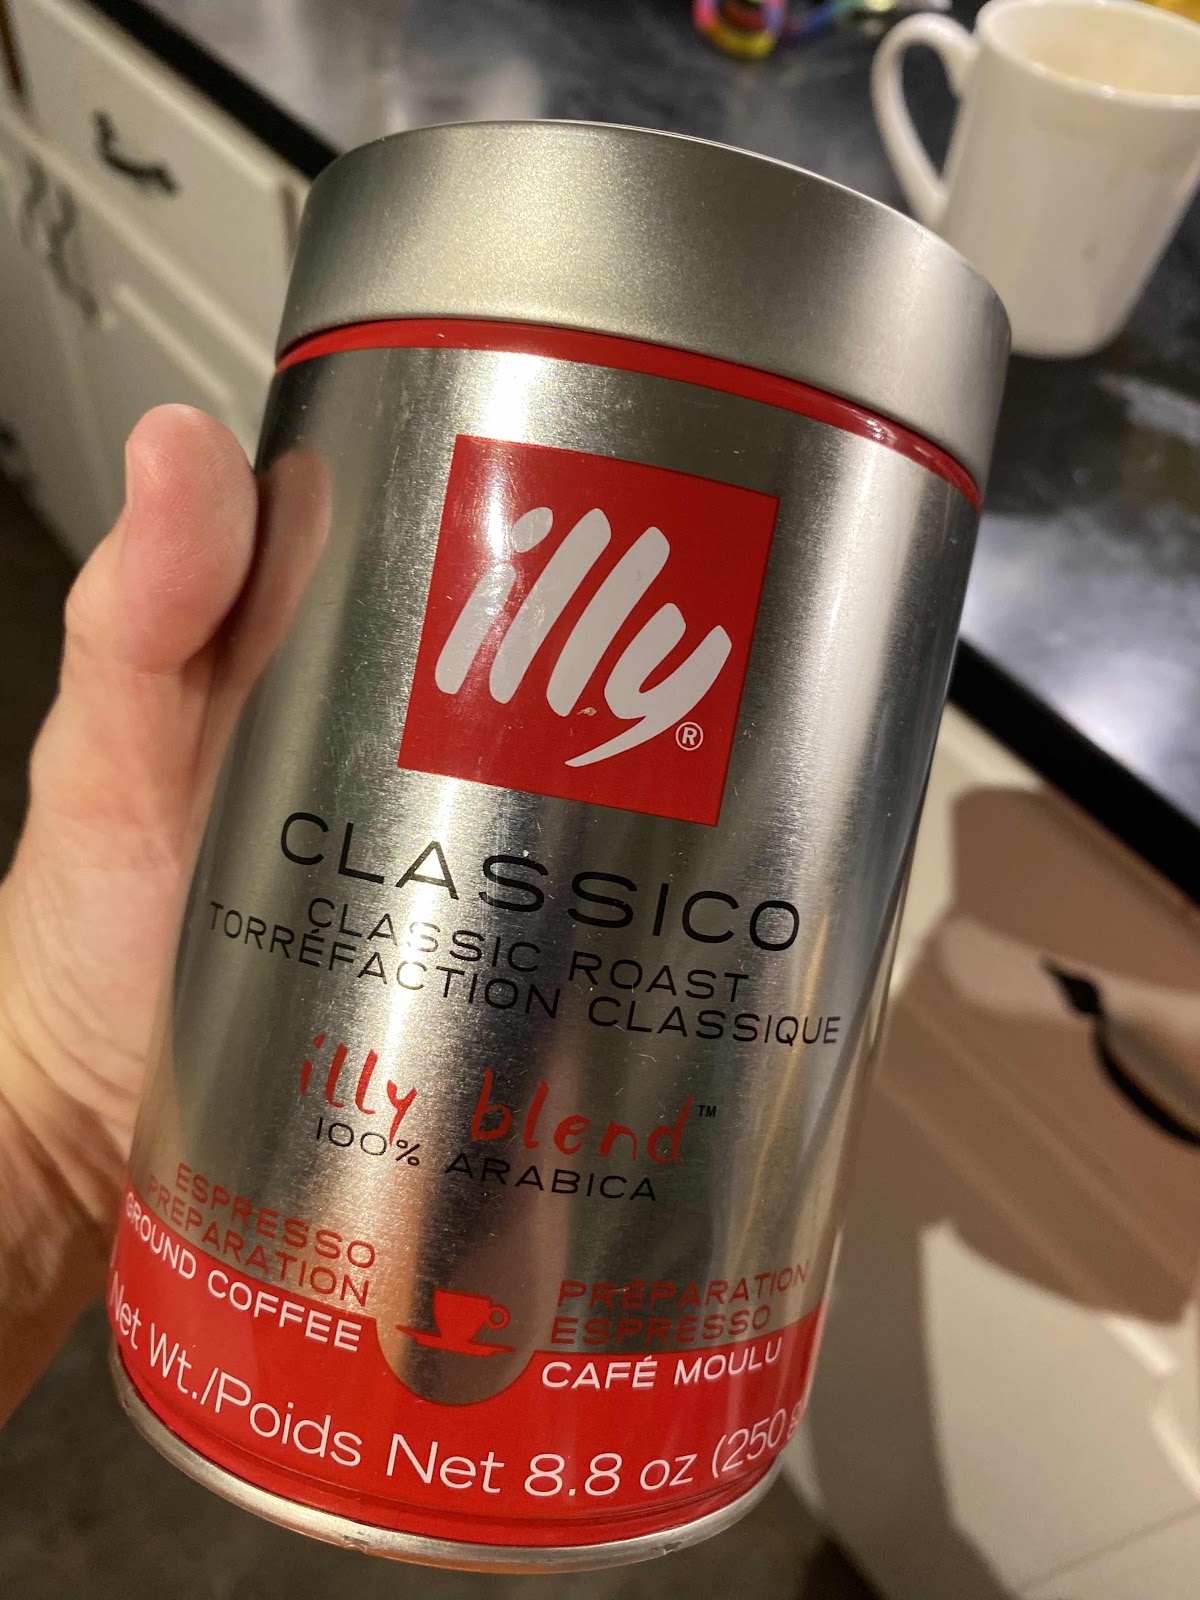 illy®
CLASSICO
CLASSIC ROAST
TORRÉFACTION CLASSIQUE
illy blend™
100% ARABICA
ESPRESSO
PREPARATION
GROUND COFFEE
PRÉPARATION
ESPRESSO
CAFÉ MOULU
Net Wt./Poids Net 8.8 oz (250 g